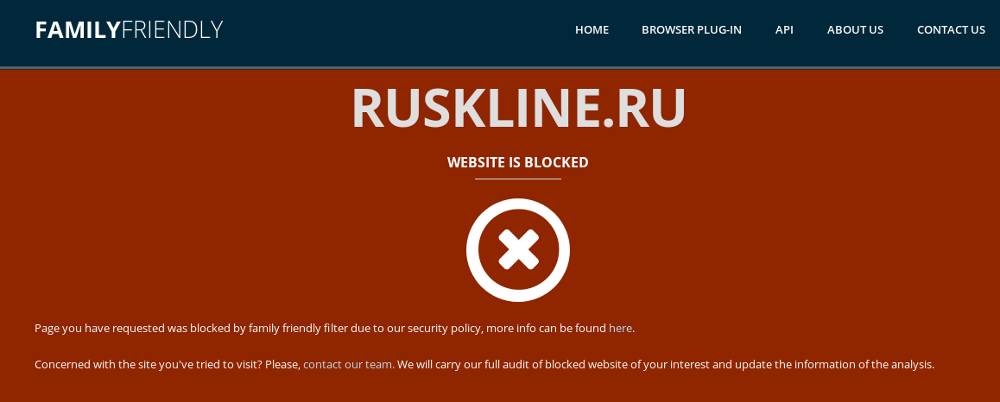 FAMILYFRIENDLY
HOME BROWSER PLUG-IN API ABOUT US CONTACT US
RUSKLINE.RU
WEBSITE IS BLOCKED
Page you have requested was blocked by family friendly filter due to our security policy, more info can be found here.
Concerned with the site you've tried to visit? Please, contact our team. We will carry our full audit of blocked website of your interest and update the information of the analysis.